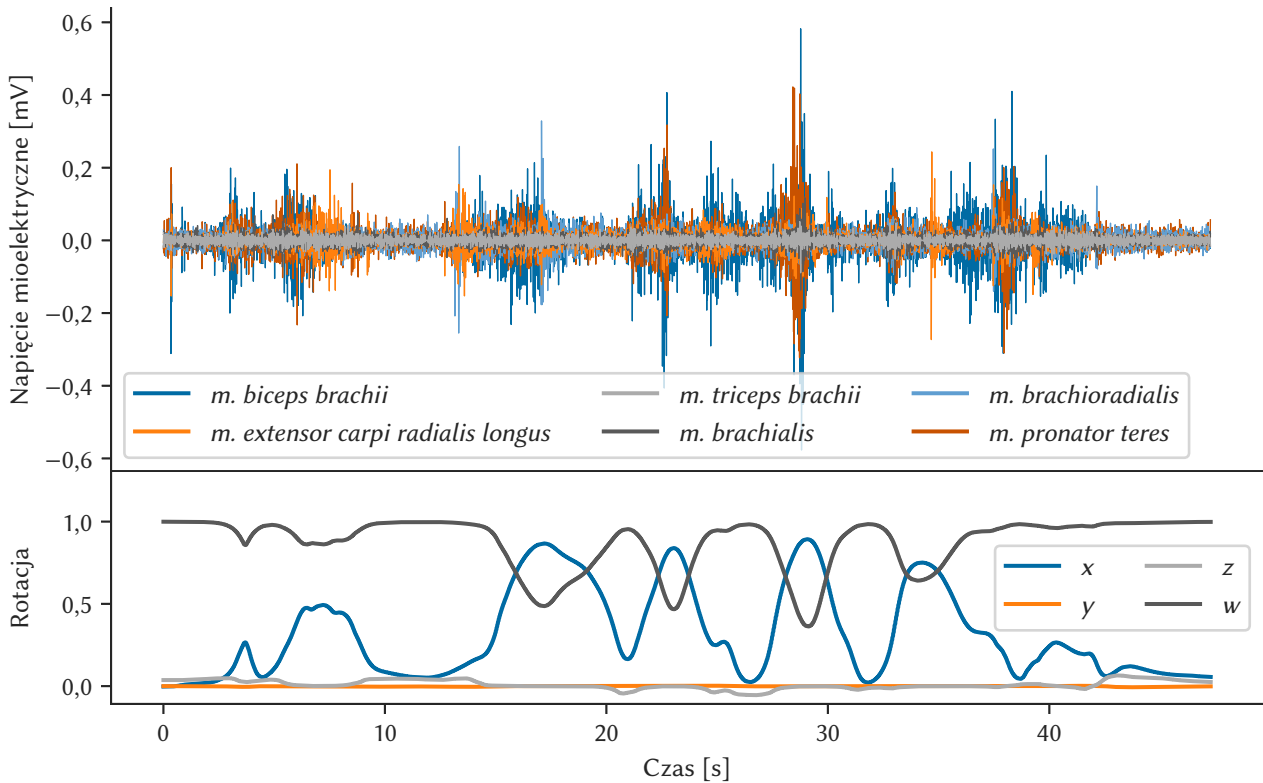 0,6
0,4
0,2
0,0
−0,2
−0,4
−0,6
Napięcie mioelektryczne [mV]
m. biceps brachii
m. triceps brachii
m. brachioradialis
m. extensor carpi radialis longus
m. brachialis
m. pronator teres
1,0
0,5
0,0
Rotacja
x
z
y
w
0
10
20
30
40
Czas [s]